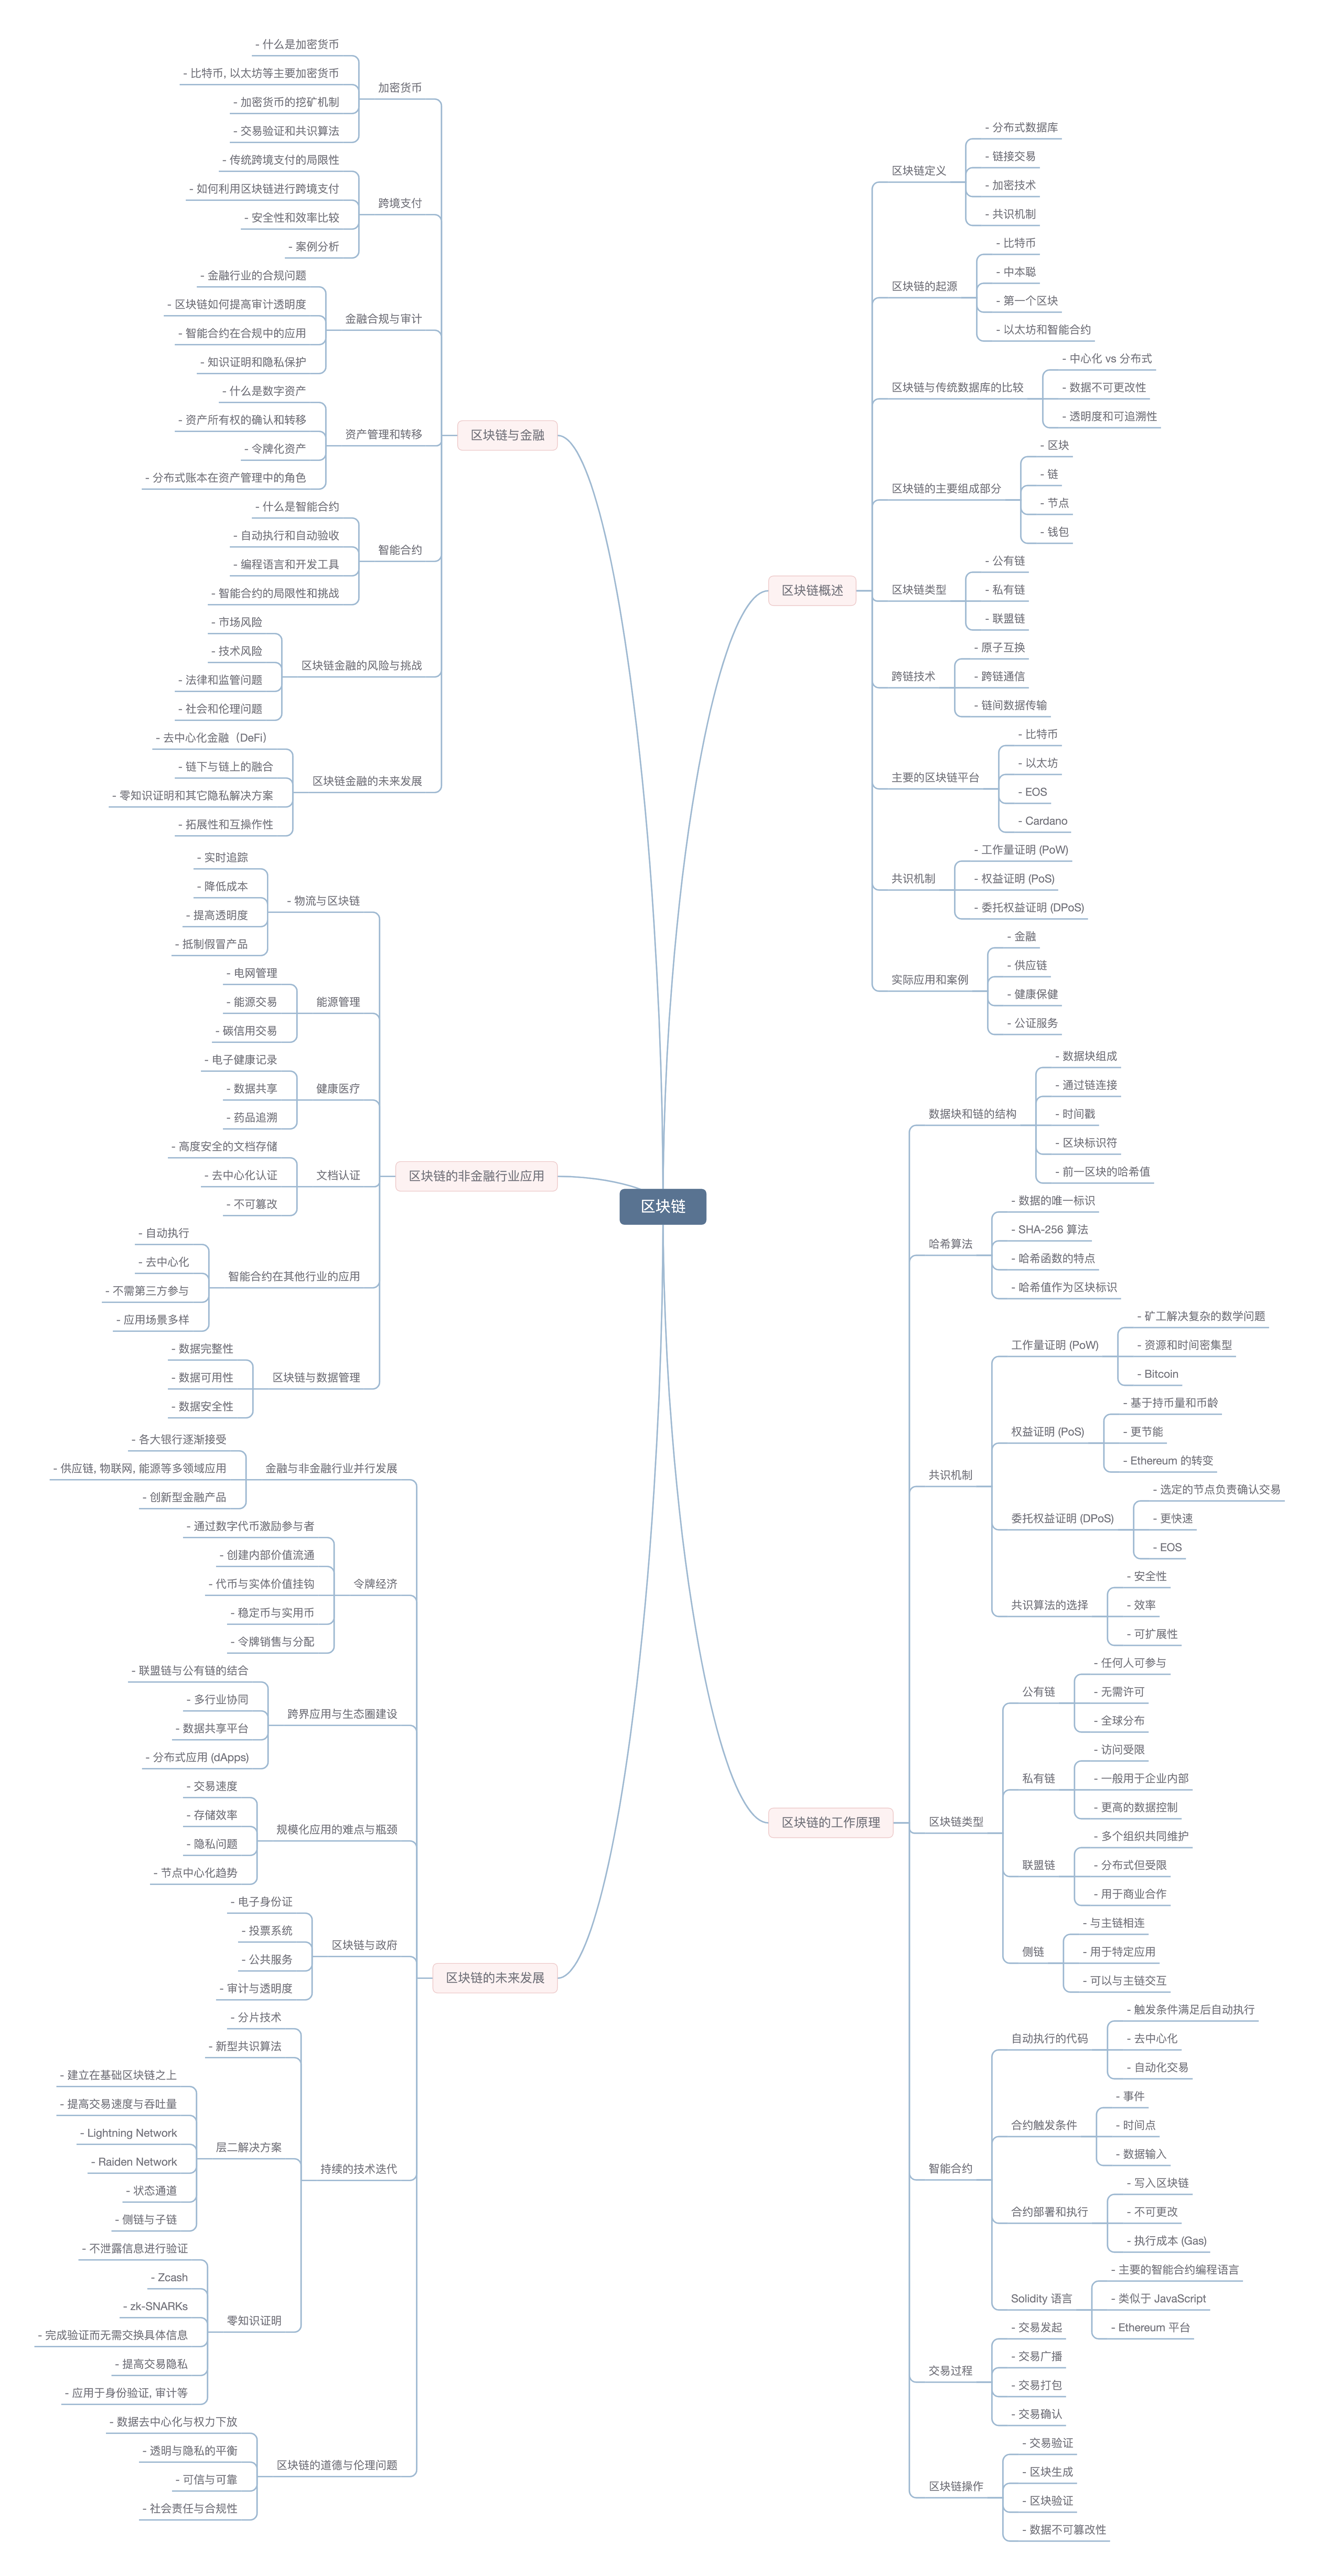 区块链
区块链概述
区块链定义
- 分布式数据库
- 链接交易
- 加密技术
- 共识机制
区块链的起源
- 比特币
- 中本聪
- 第一个区块
- 以太坊和智能合约
区块链与传统数据库的比较
- 中心化 vs 分布式
- 数据不可更改性
- 透明度和可追溯性
区块链的主要组成部分
- 区块
- 链
- 节点
- 钱包
区块链类型
- 公有链
- 私有链
- 联盟链
跨链技术
- 原子互换
- 跨链通信
- 链间数据传输
主要的区块链平台
- 比特币
- 以太坊
- EOS
- Cardano
共识机制
- 工作量证明 (PoW)
- 权益证明 (PoS)
- 委托权益证明 (DPoS)
实际应用和案例
- 金融
- 供应链
- 健康保健
- 公证服务
区块链的工作原理
数据块和链的结构
- 数据块组成
- 通过链连接
- 时间戳
- 区块标识符
- 前一区块的哈希值
哈希算法
- 数据的唯一标识
- SHA-256 算法
- 哈希函数的特点
- 哈希值作为区块标识
共识机制
工作量证明 (PoW)
- 矿工解决复杂的数学问题
- 资源和时间密集型
- Bitcoin
权益证明 (PoS)
- 基于持币量和币龄
- 更节能
- Ethereum 的转变
委托权益证明 (DPoS)
- 选定的节点负责确认交易
- 更快速
- EOS
共识算法的选择
- 安全性
- 效率
- 可扩展性
区块链类型
公有链
- 任何人可参与
- 无需许可
- 全球分布
私有链
- 访问受限
- 一般用于企业内部
- 更高的数据控制
联盟链
- 多个组织共同维护
- 分布式但受限
- 用于商业合作
侧链
- 与主链相连
- 用于特定应用
- 可以与主链交互
智能合约
自动执行的代码
- 触发条件满足后自动执行
- 去中心化
- 自动化交易
合约触发条件
- 事件
- 时间点
- 数据输入
合约部署和执行
- 写入区块链
- 不可更改
- 执行成本 (Gas)
Solidity 语言
- 主要的智能合约编程语言
- 类似于 JavaScript
- Ethereum 平台
交易过程
- 交易发起
- 交易广播
- 交易打包
- 交易确认
区块链操作
- 交易验证
- 区块生成
- 区块验证
- 数据不可篡改性
区块链与金融
加密货币
- 什么是加密货币
- 比特币, 以太坊等主要加密货币
- 加密货币的挖矿机制
- 交易验证和共识算法
跨境支付
- 传统跨境支付的局限性
- 如何利用区块链进行跨境支付
- 安全性和效率比较
- 案例分析
金融合规与审计
- 金融行业的合规问题
- 区块链如何提高审计透明度
- 智能合约在合规中的应用
- 知识证明和隐私保护
资产管理和转移
- 什么是数字资产
- 资产所有权的确认和转移
- 令牌化资产
- 分布式账本在资产管理中的角色
智能合约
- 什么是智能合约
- 自动执行和自动验收
- 编程语言和开发工具
- 智能合约的局限性和挑战
区块链金融的风险与挑战
- 市场风险
- 技术风险
- 法律和监管问题
- 社会和伦理问题
区块链金融的未来发展
- 去中心化金融（DeFi）
- 链下与链上的融合
- 零知识证明和其它隐私解决方案
- 拓展性和互操作性
区块链的非金融行业应用
- 物流与区块链
- 实时追踪
- 降低成本
- 提高透明度
- 抵制假冒产品
能源管理
- 电网管理
- 能源交易
- 碳信用交易
健康医疗
- 电子健康记录
- 数据共享
- 药品追溯
文档认证
- 高度安全的文档存储
- 去中心化认证
- 不可篡改
智能合约在其他行业的应用
- 自动执行
- 去中心化
- 不需第三方参与
- 应用场景多样
区块链与数据管理
- 数据完整性
- 数据可用性
- 数据安全性
区块链的未来发展
金融与非金融行业并行发展
- 各大银行逐渐接受
- 供应链, 物联网, 能源等多领域应用
- 创新型金融产品
令牌经济
- 通过数字代币激励参与者
- 创建内部价值流通
- 代币与实体价值挂钩
- 稳定币与实用币
- 令牌销售与分配
跨界应用与生态圈建设
- 联盟链与公有链的结合
- 多行业协同
- 数据共享平台
- 分布式应用 (dApps)
规模化应用的难点与瓶颈
- 交易速度
- 存储效率
- 隐私问题
- 节点中心化趋势
区块链与政府
- 电子身份证
- 投票系统
- 公共服务
- 审计与透明度
持续的技术迭代
- 分片技术
- 新型共识算法
层二解决方案
- 建立在基础区块链之上
- 提高交易速度与吞吐量
- Lightning Network
- Raiden Network
- 状态通道
- 侧链与子链
零知识证明
- 不泄露信息进行验证
- Zcash
- zk-SNARKs
- 完成验证而无需交换具体信息
- 提高交易隐私
- 应用于身份验证, 审计等
区块链的道德与伦理问题
- 数据去中心化与权力下放
- 透明与隐私的平衡
- 可信与可靠
- 社会责任与合规性